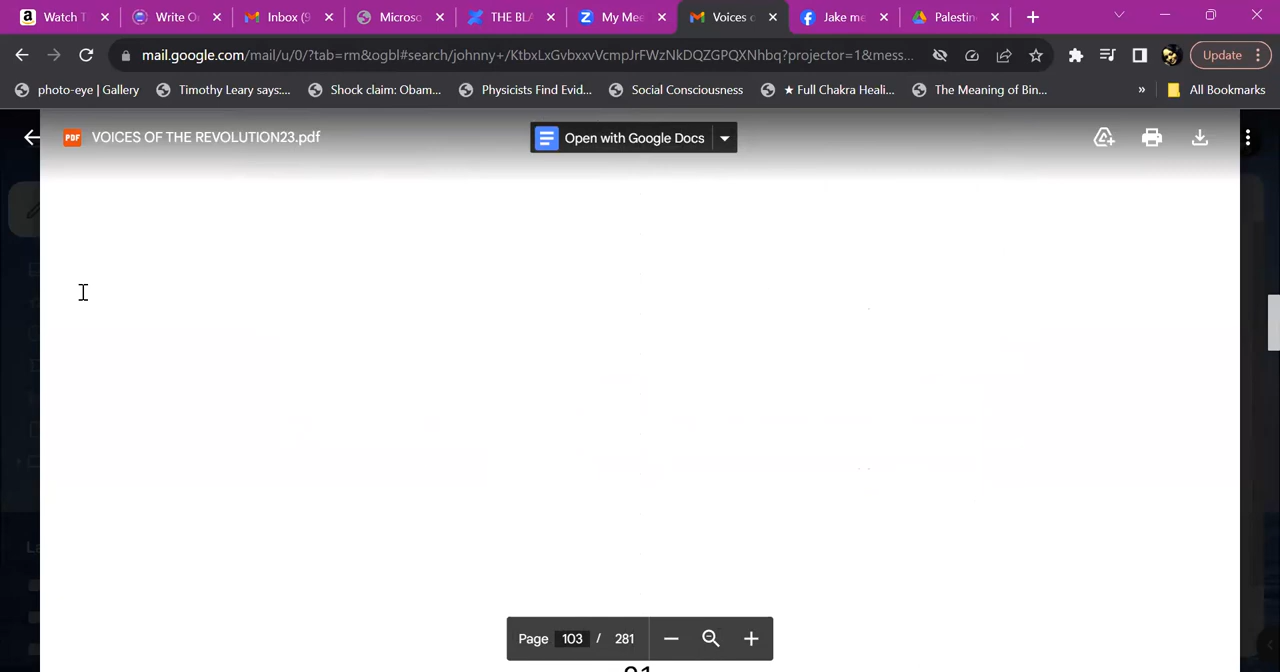 Watch T
Write O
Inbox (9
Microso
THE BLA
My Mee
Voices o
Jake me
Palestin
mail.google.com/mail/u/0/?tab=rm&ogbl#search/johnny+/KtbxLxGvbxxvVcmpJrFWzNkDQZGPQXNhbq?projector=1&mess...
Update
photo-eye | Gallery
Timothy Leary says:...
Shock claim: Obam...
Physicists Find Evid...
Social Consciousness
★ Full Chakra Heali...
The Meaning of Bin...
»
All Bookmarks
PDF
VOICES OF THE REVOLUTION23.pdf
Open with Google Docs
Page 103 / 281